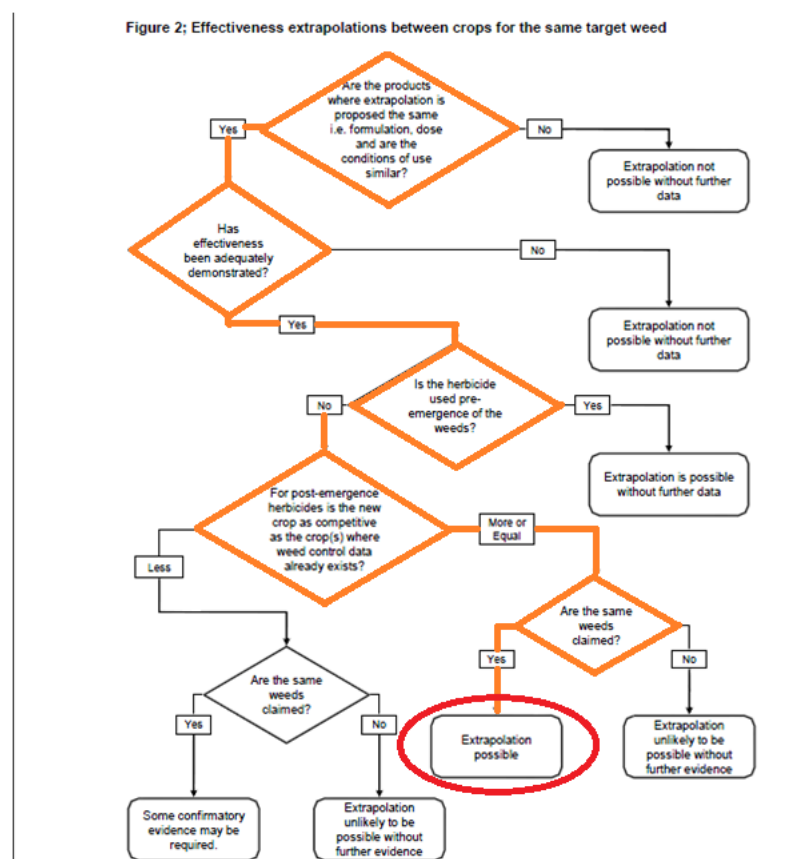 Figure 2; Effectiveness extrapolations between crops for the same target weed
Are the products
where extrapolation is
proposed the same
i.e. formulation, dose
and are the
conditions of use
similar?
Yes
No
Extrapolation not
possible without further
data
Has
effectiveness
been adequately
demonstrated?
No
Yes
Extrapolation not
possible without further
data
Is the herbicide
used pre-
emergence of the
weeds?
No
Yes
Extrapolation is possible
without further data
For post-emergence
herbicides is the new
crop as competitive
as the crop(s) where
weed control data
already exists?
More or
Equal
Less
Are the same
weeds
claimed?
Yes
No
Are the same
weeds
claimed?
Yes
No
Extrapolation
possible
Extrapolation
unlikely to be
possible without
further evidence
Some confirmatory
evidence may be
required.
Extrapolation
unlikely to be
possible without
further evidence